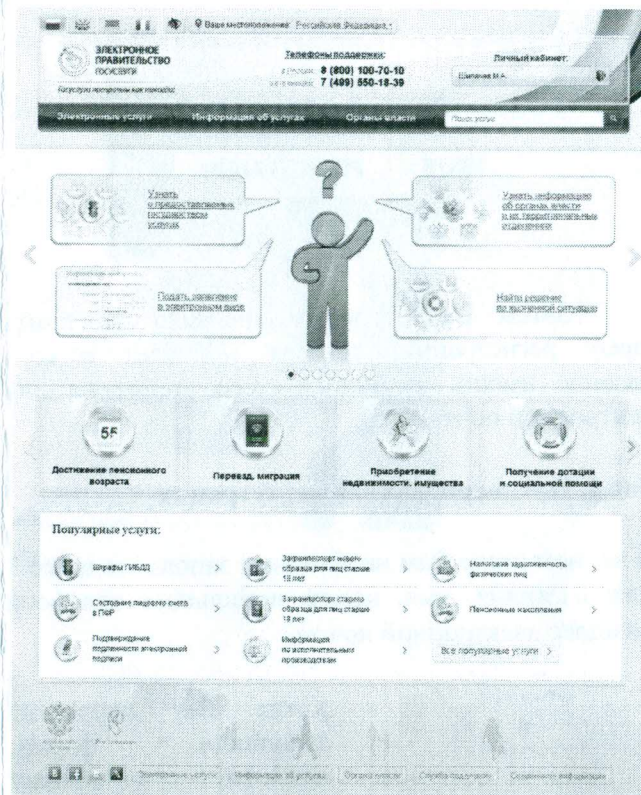 Ваше местоположение: Российская Федерация
ЭЛЕКТРОННОЕ
ПРАВИТЕЛЬСТВО
ГОСУСЛУГИ
Телефоны поддержки:
8 (800) 100-70-10
7 (499) 550-18-39
Личный кабинет:
Электронные услуги
Информация об услугах
Органы власти
Поиск услуг
?
Узнать
о предоставляемых
государством
услугах
Узнать информацию
об органах власти
и их территориальных
отделениях
Подать заявление
в электронном виде
Найти решение
по жизненной ситуации
55
Достижение пенсионного
возраста
Переезд, миграция
Приобретение
недвижимости, имущества
Получение дотации
и социальной помощи
Популярные услуги:
Штрафы ГИБДД
Загранпаспорт нового
образца для лиц старше
18 лет
Налоговая задолженность
физических лиц
Состояние лицевого счета
в ПФР
Загранпаспорт старого
образца для лиц старше
18 лет
Пенсионные накопления
Подтверждение
подлинности электронной
подписи
Информация
по исполнительным
производствам
Все популярные услуги
Электронные услуги
Информация об услугах
Органы власти
Служба поддержки